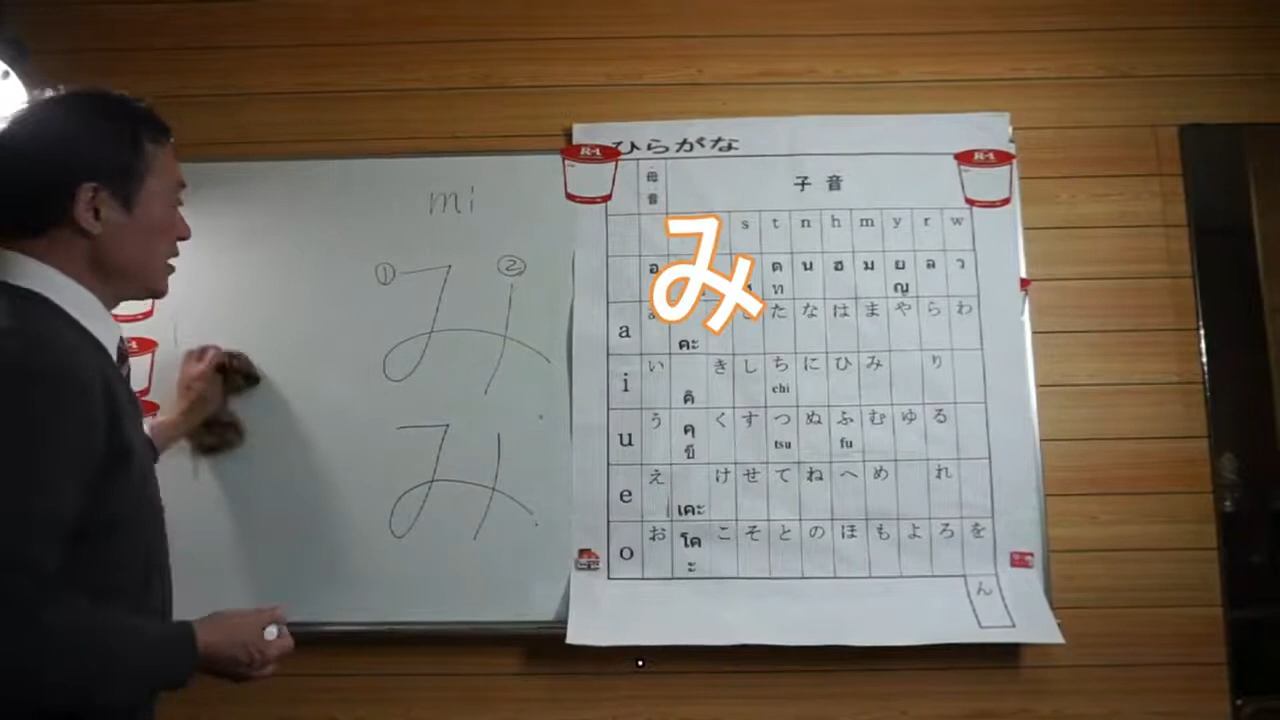 mi
① ②
み
み
ひらがな
R-1
R-1
母音
子音
み
s t n h m y r w
อ ค น ฮ ม ย ล ว
ท ญ
a た な は ま や ら わ
คะ
i い き し ち に ひ み り
คิ chi
u う く す つ ぬ ふ む ゆ る
คุ tsu fu
e え け せ て ね へ め れ
เคะ
o お こ そ と の ほ も よ ろ を
โคะ
ん